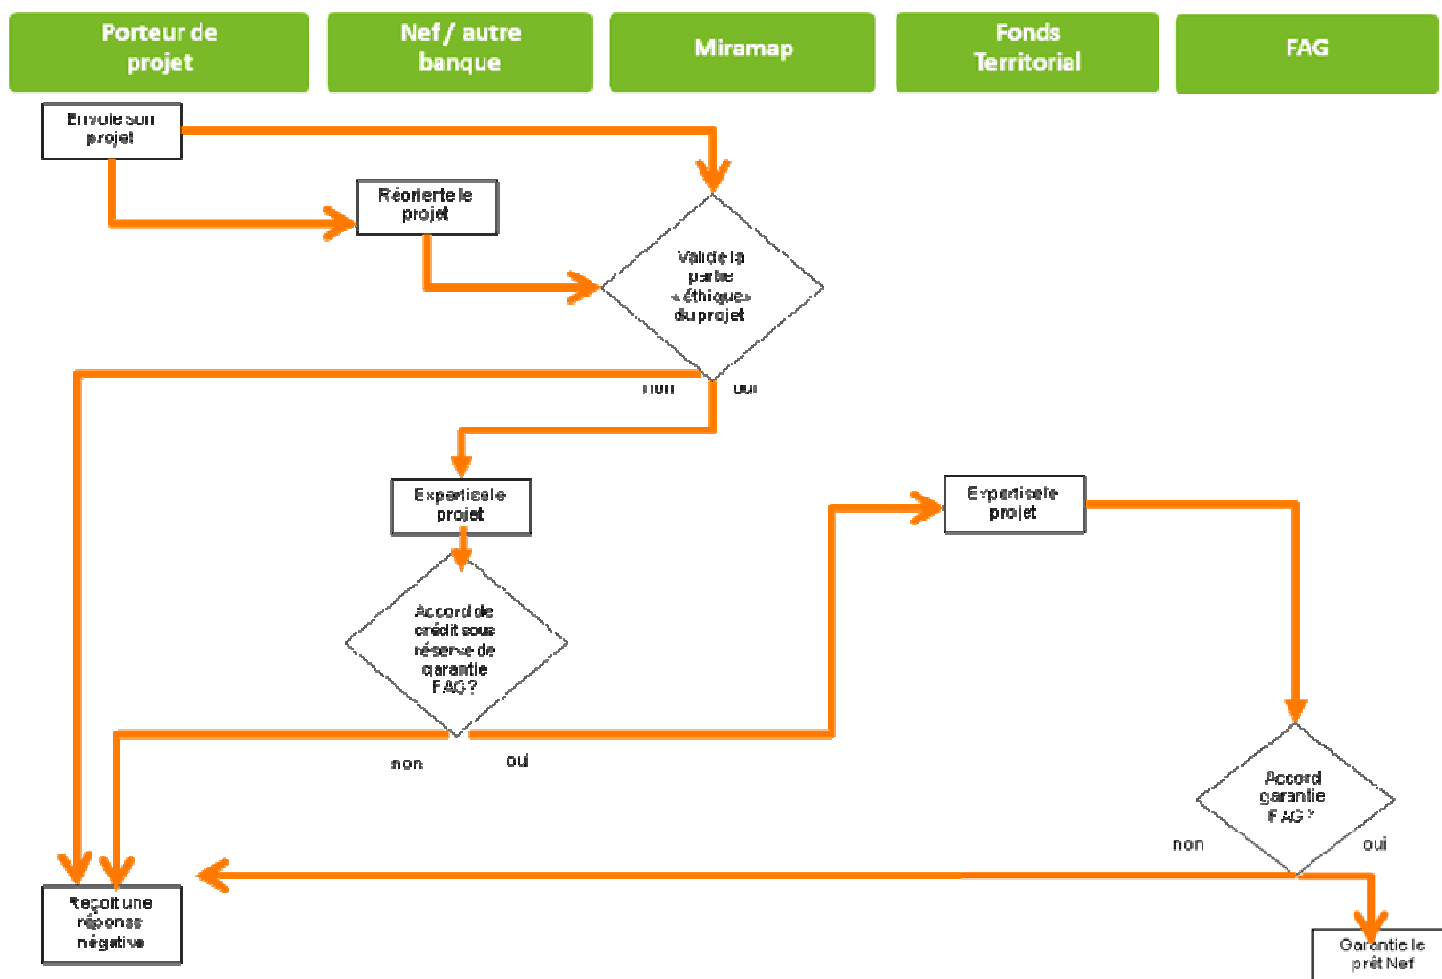 Porteur de
projet
Nef / autre
banque
Miramap
Fonds
Territorial
FAG
Envoie son
projet
Réoriente le
projet
Valide la
partie
« éthique »
du projet
non
oui
Expertise le
projet
Expertise le
projet
Accord de
crédit sous
réserve de
garantie
FAG ?
non
oui
Accord
garantie
FAG ?
non
oui
Reçoit une
réponse
négative
Garantie le
prêt Nef